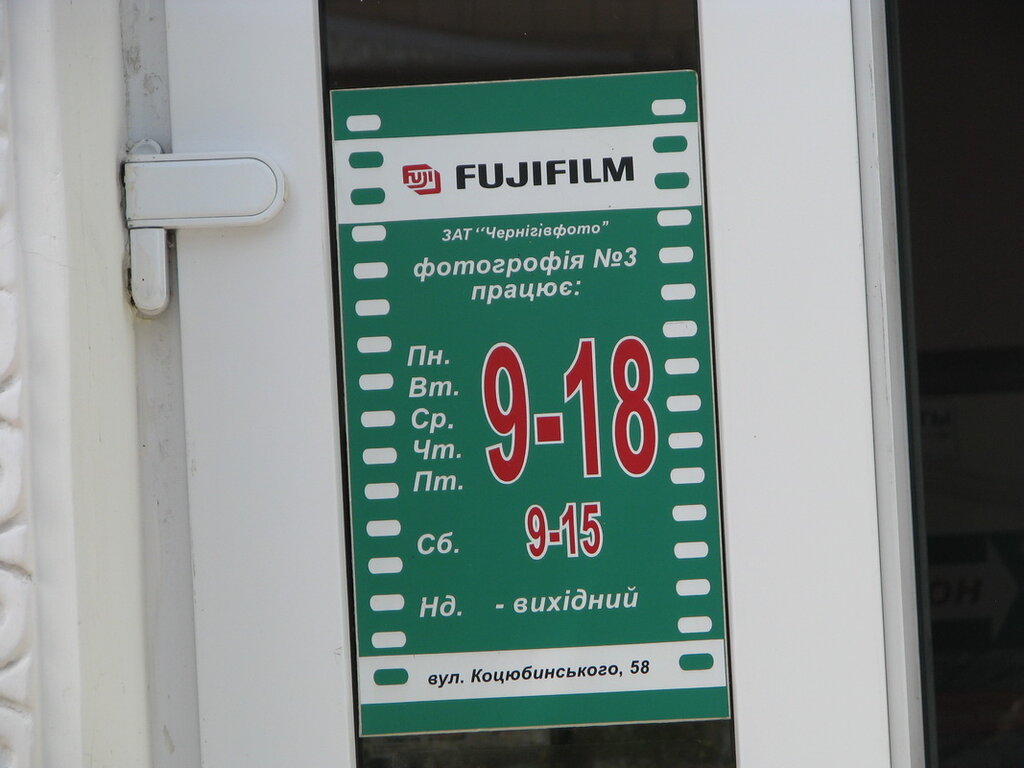 FUJI FUJIFILM
ЗАТ “Чернігівфото”
фотогрофія №3
працює:
Пн.
Вт.
Ср.
Чт.
Пт.
9-18
Сб. 9-15
Нд. - вихідний
вул. Коцюбинського, 58